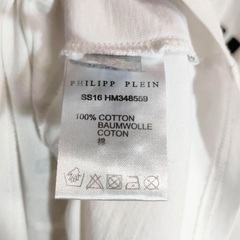 PHILIPP PLEIN
SS16 HM348559
100% COTTON
BAUMWOLLE
COTON
棉